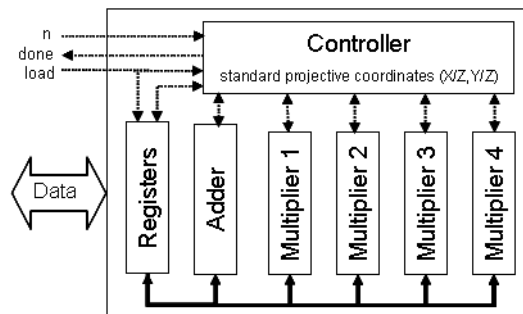 n
done
load
Controller
standard projective coordinates (X/Z,Y/Z)
Data
Registers
Adder
Multiplier 1
Multiplier 2
Multiplier 3
Multiplier 4